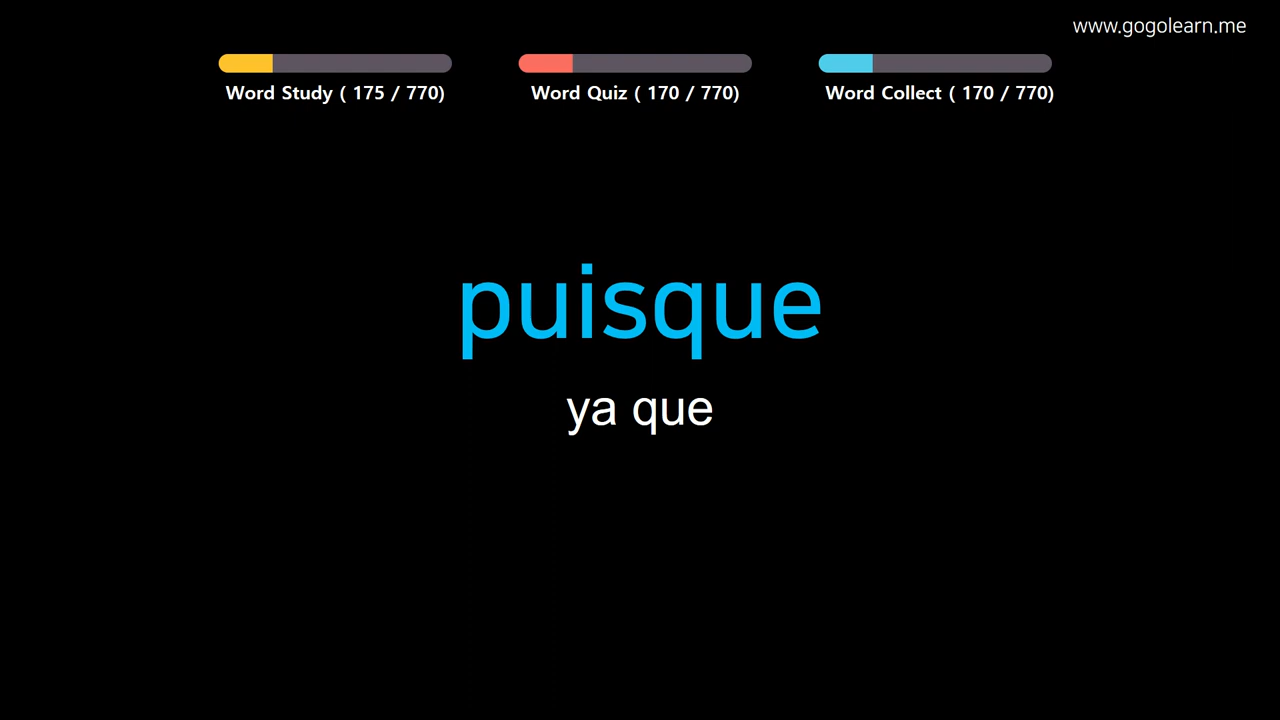 www.gogolearn.me
Word Study ( 175 / 770)
Word Quiz ( 170 / 770)
Word Collect ( 170 / 770)
puisque
ya que